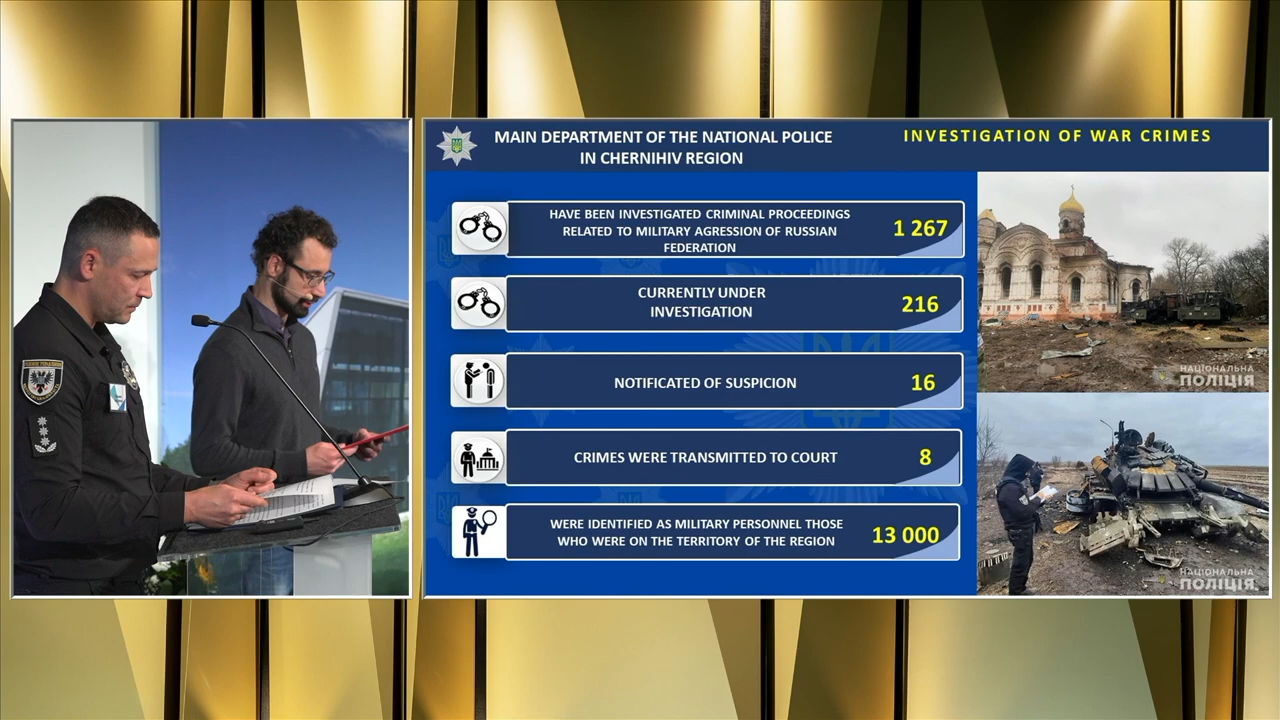 MAIN DEPARTMENT OF THE NATIONAL POLICE
IN CHERNIHIV REGION
INVESTIGATION OF WAR CRIMES
HAVE BEEN INVESTIGATED CRIMINAL PROCEEDINGS
RELATED TO MILITARY AGRESSION OF RUSSIAN
FEDERATION
1 267
CURRENTLY UNDER
INVESTIGATION
216
NOTIFICATED OF SUSPICION
16
CRIMES WERE TRANSMITTED TO COURT
8
WERE IDENTIFIED AS MILITARY PERSONNEL THOSE
WHO WERE ON THE TERRITORY OF THE REGION
13 000
НАЦІОНАЛЬНА
ПОЛІЦІЯ
НАЦІОНАЛЬНА
ПОЛІЦІЯ